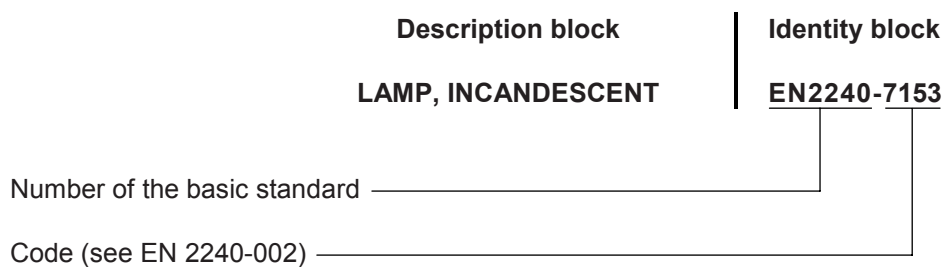 Description block Identity block
LAMP, INCANDESCENT EN2240-7153
Number of the basic standard
Code (see EN 2240-002)